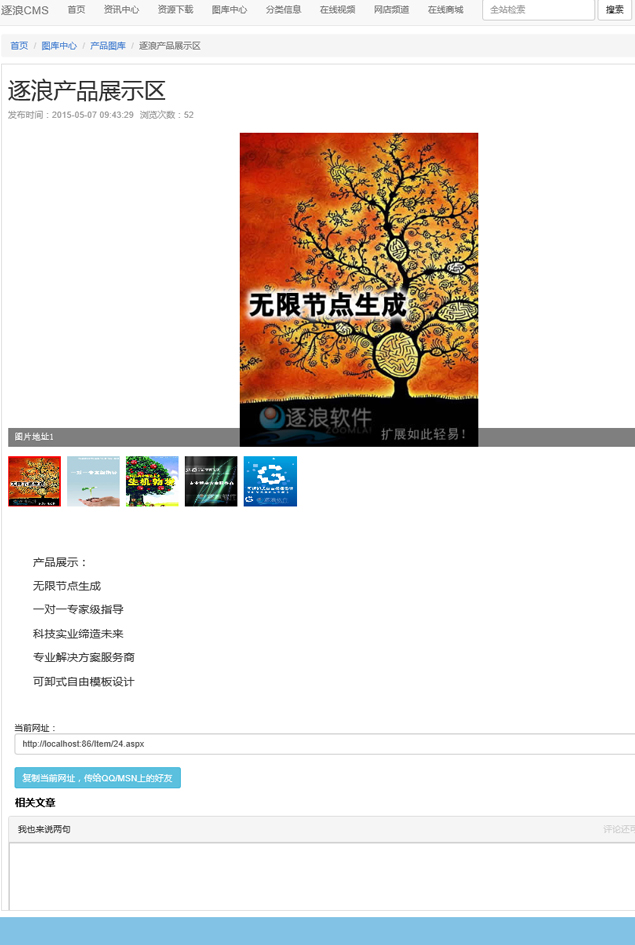 逐浪CMS 首页 资讯中心 资源下载 图库中心 分类信息 在线视频 网店频道 在线商城 全站检索 搜索
首页 / 图库中心 / 产品图库 / 逐浪产品展示区
逐浪产品展示区
发布时间：2015-05-07 09:43:29 浏览次数：52
无限节点生成
逐浪软件
扩展如此轻易！
图片地址1
产品展示：
无限节点生成
一对一专家级指导
科技实业缔造未来
专业解决方案服务商
可卸式自由模板设计
当前网址：
http://localhost:86/Item/24.aspx
复制当前网址，传给QQ/MSN上的好友
相关文章
我也来说两句 评论还可